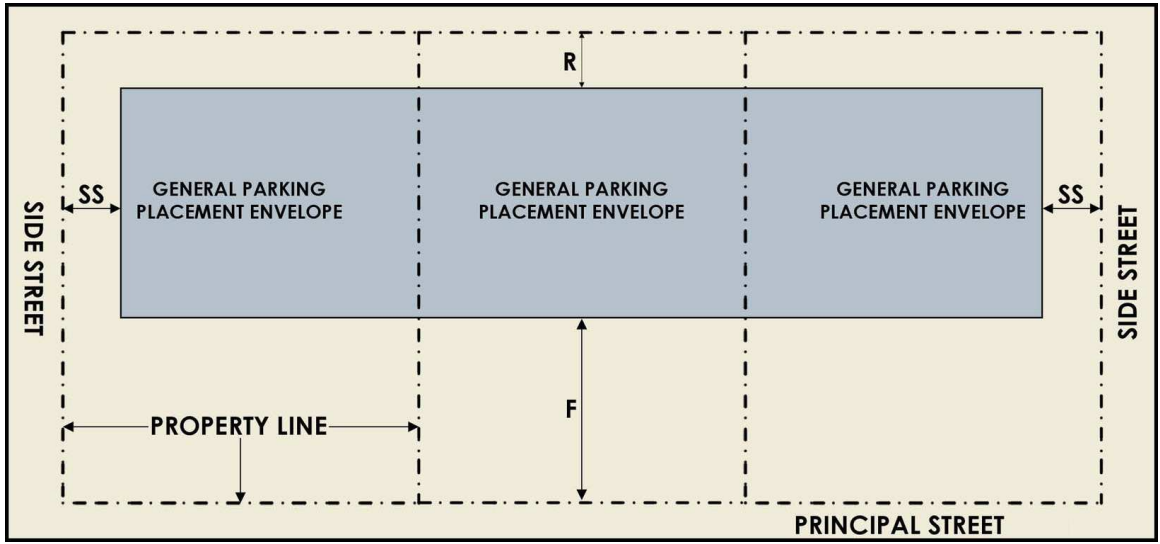 R
GENERAL PARKING
PLACEMENT ENVELOPE
GENERAL PARKING
PLACEMENT ENVELOPE
GENERAL PARKING
PLACEMENT ENVELOPE
SS
SS
SIDE STREET
SIDE STREET
F
PROPERTY LINE
PRINCIPAL STREET